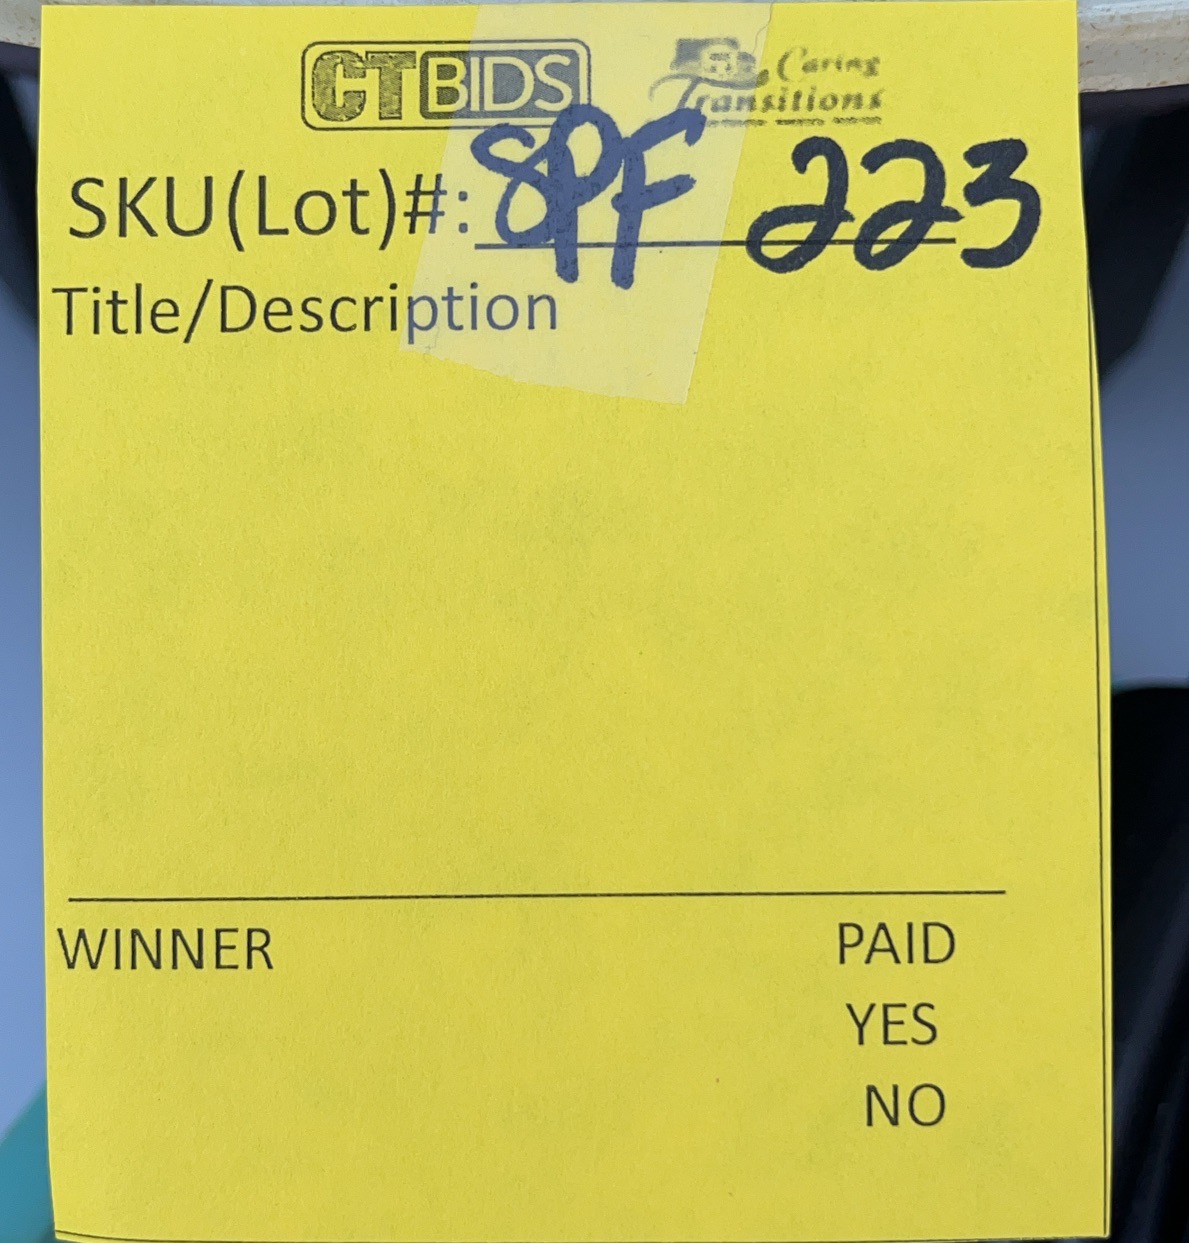 CTBIDS
Caring
Transitions
SKU(Lot)#: SPF 223
Title/Description
WINNER PAID
YES
NO